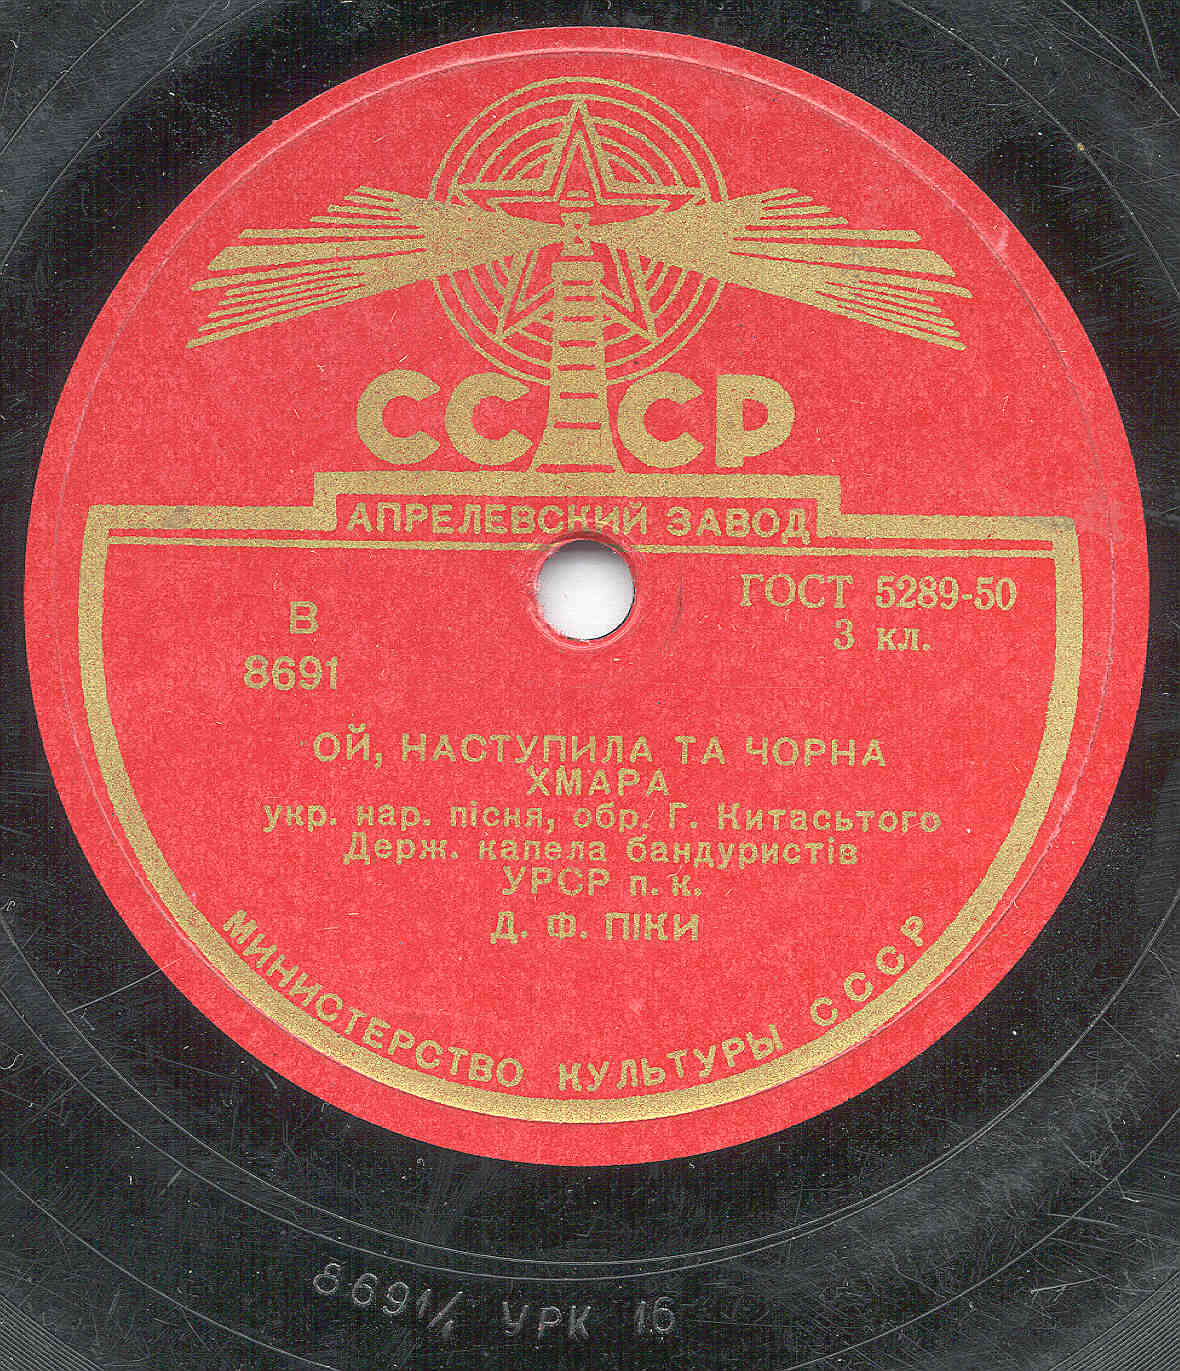 СССР
АПРЕЛЕВСКИЙ ЗАВОД
ГОСТ 5289-50
3 кл.
В
8691
ОЙ, НАСТУПИЛА ТА ЧОРНА
ХМАРА
укр. нар. пісня, обр. Г. Китасьтого
Держ. капела бандуристів
УРСР п. к.
Д. Ф. ПІКИ
МИНИСТЕРСТВО КУЛЬТУРЫ СССР
8691/1 УРК 16